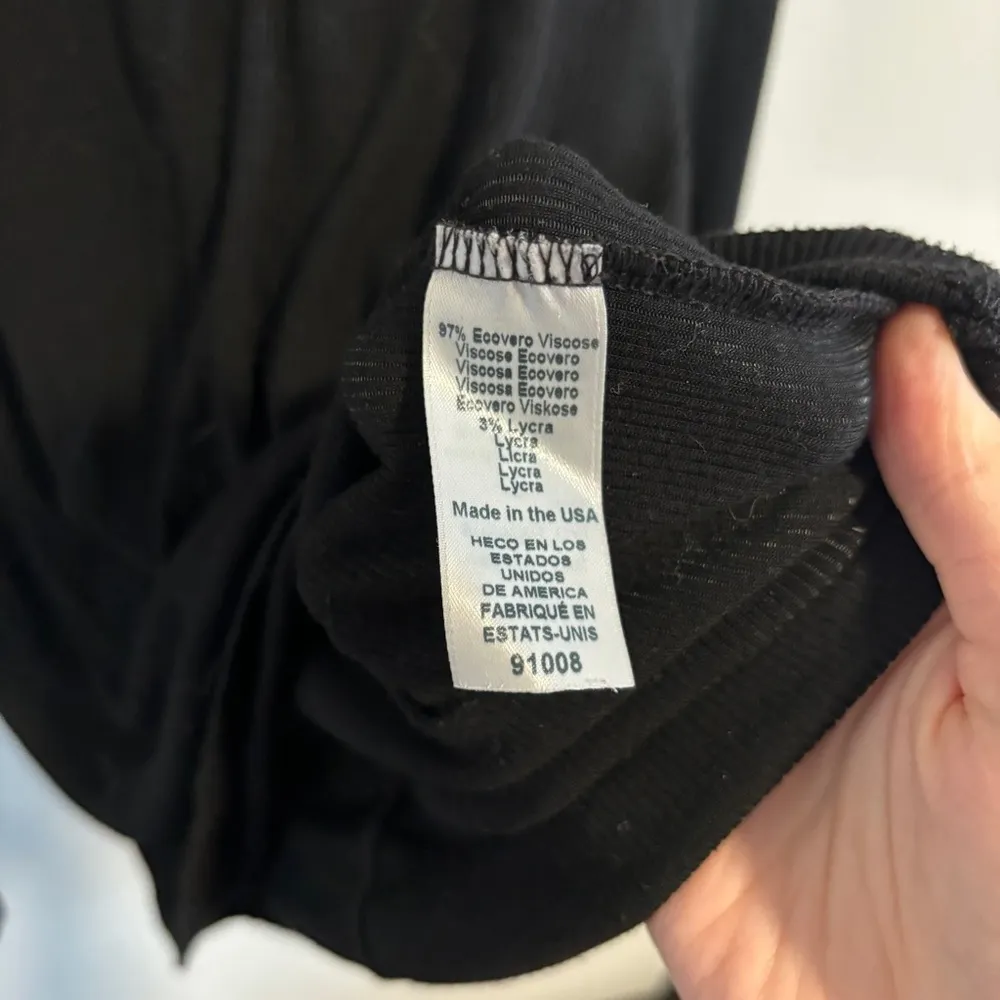 97% Ecovero Viscose
Viscose Ecovero
Viscosa Ecovero
Viscosa Ecovero
Ecovero Viskose
3% Lycra
Lycra
Licra
Lycra
Lycra
Made in the USA
HECO EN LOS
ESTADOS
UNIDOS
DE AMERICA
FABRIQUÉ EN
ESTATS-UNIS
91008